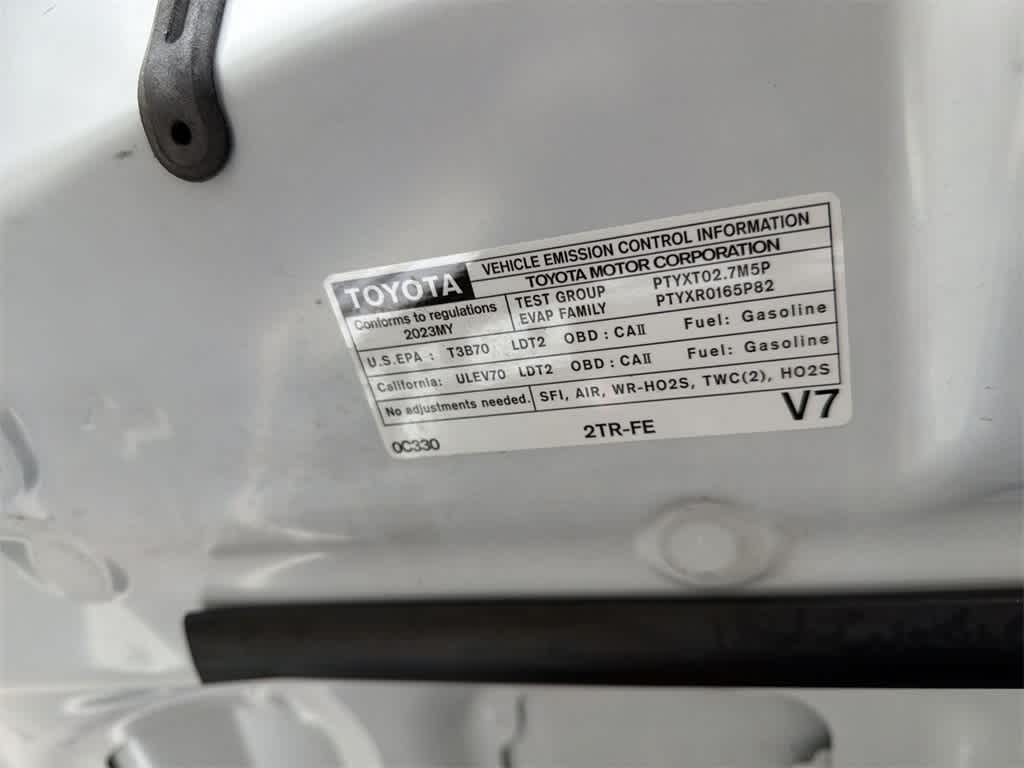 TOYOTA VEHICLE EMISSION CONTROL INFORMATION
TOYOTA MOTOR CORPORATION
Conforms to regulations
2023MY
TEST GROUP PTYXT02.7M5P
EVAP FAMILY PTYXR0165P82
U.S.EPA : T3B70 LDT2 OBD : CAⅡ Fuel: Gasoline
California: ULEV70 LDT2 OBD : CAⅡ Fuel: Gasoline
No adjustments needed. SFI, AIR, WR-HO2S, TWC(2), HO2S
0C330 2TR-FE V7